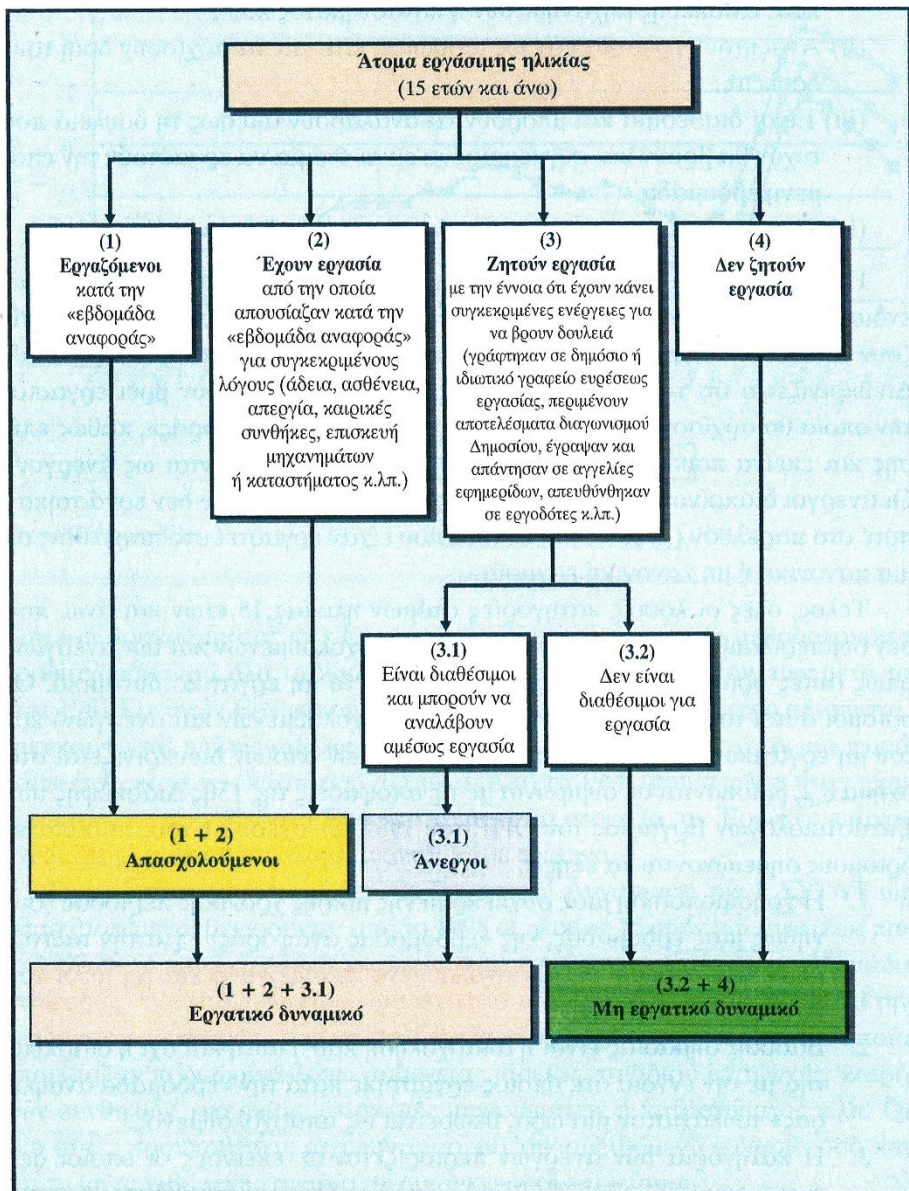 Άτομα εργάσιμης ηλικίας
(15 ετών και άνω)
(1)
Εργαζόμενοι
κατά την
«εβδομάδα
αναφοράς»
(2)
Έχουν εργασία
από την οποία
απουσίαζαν κατά την
«εβδομάδα αναφοράς»
για συγκεκριμένους
λόγους (άδεια, ασθένεια,
απεργία, καιρικές
συνθήκες, επισκευή
μηχανημάτων
ή καταστήματος κ.λπ.)
(3)
Ζητούν εργασία
με την έννοια ότι έχουν κάνει
συγκεκριμένες ενέργειες για
να βρουν δουλειά
(γράφτηκαν σε δημόσιο ή
ιδιωτικό γραφείο ευρέσεως
εργασίας, περιμένουν
αποτελέσματα διαγωνισμού
Δημοσίου, έγραψαν και
απάντησαν σε αγγελίες
εφημερίδων, απευθύνθηκαν
σε εργοδότες κ.λπ.)
(4)
Δεν ζητούν
εργασία
(3.1)
Είναι διαθέσιμοι
και μπορούν να
αναλάβουν
αμέσως εργασία
(3.2)
Δεν είναι
διαθέσιμοι για
εργασία
(1 + 2)
Απασχολούμενοι
(3.1)
Άνεργοι
(1 + 2 + 3.1)
Εργατικό δυναμικό
(3.2 + 4)
Μη εργατικό δυναμικό